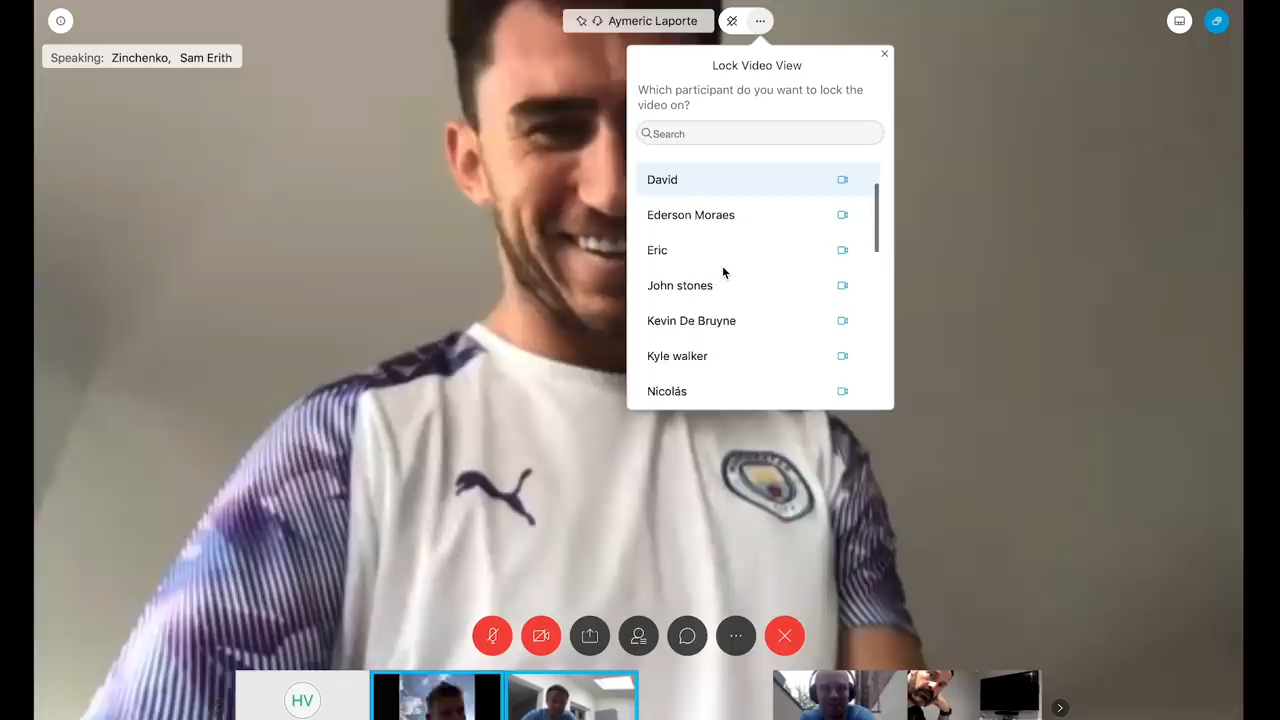 Aymeric Laporte
Speaking: Zinchenko, Sam Erith
Lock Video View
Which participant do you want to lock the
video on?
Search
David
Ederson Moraes
Eric
John stones
Kevin De Bruyne
Kyle walker
Nicolás
HV